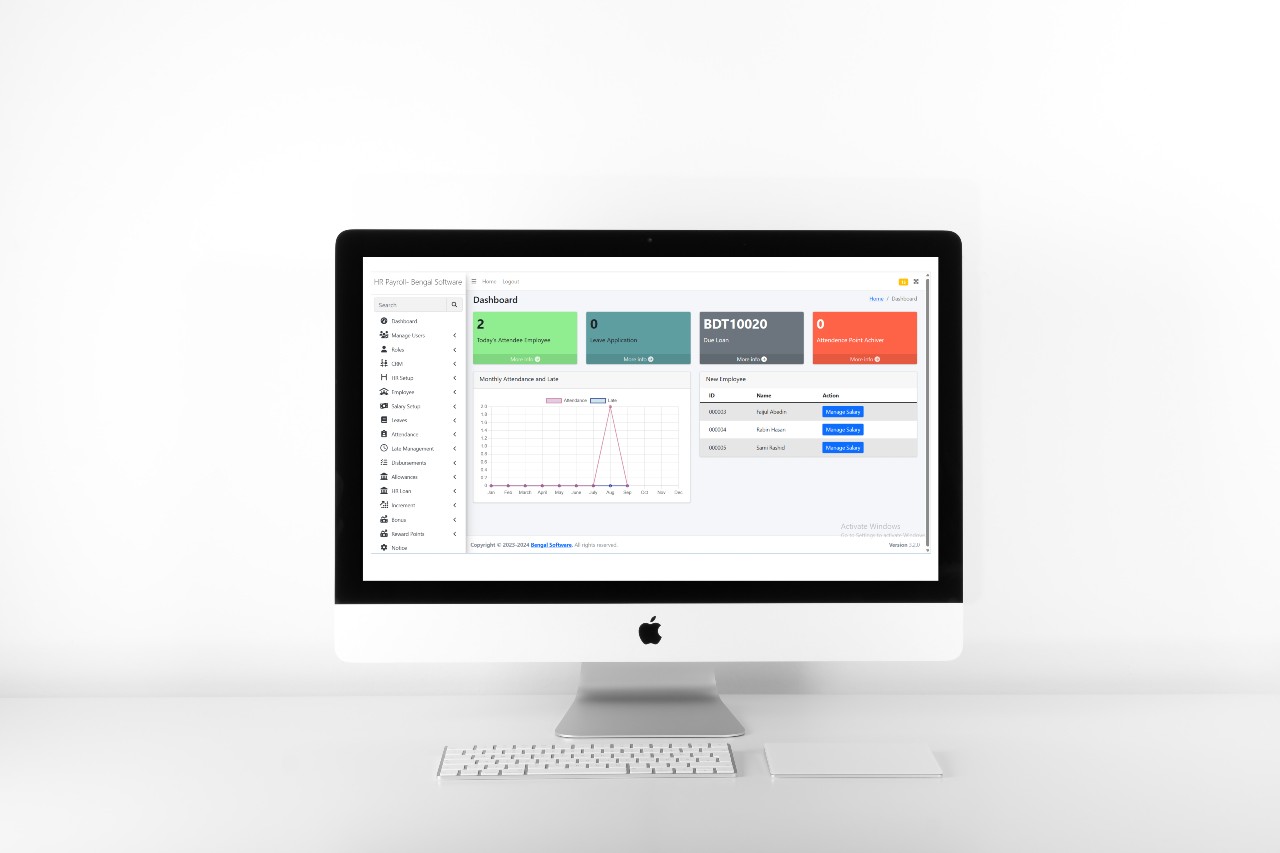 HR Payroll- Bengal Software
Home Logout
Search
Dashboard
Manage Users
Roles
CRM
HR Setup
Employee
Salary Setup
Leaves
Attendance
Late Management
Disbursements
Allowances
HR Loan
Increment
Bonus
Reward Points
Notice
Dashboard
Home / Dashboard
2
Today's Attendee Employee
More info
0
Leave Application
More info
BDT10020
Due Loan
More info
0
Attendence Point Achiver
More info
Monthly Attendance and Late
Attendance Late
2.0
1.8
1.6
1.4
1.2
1.0
0.8
0.6
0.4
0.2
0
Jan Feb March April May June July Aug Sep Oct Nov Dec
New Employee
ID Name Action
000003 Faijul Abedin Manage Salary
000004 Rabin Hasan Manage Salary
000005 Sami Rashid Manage Salary
Activate Windows
Go to Settings to activate Windows
Copyright © 2023-2024 Bengal Software. All rights reserved.
Version 3.2.0